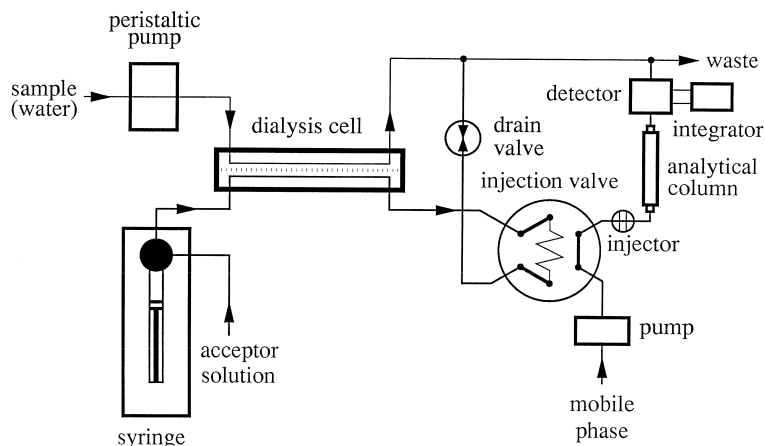 peristaltic
pump
sample
(water)
dialysis cell
waste
detector
integrator
drain
valve
analytical
column
injection valve
injector
acceptor
solution
pump
mobile
phase
syringe